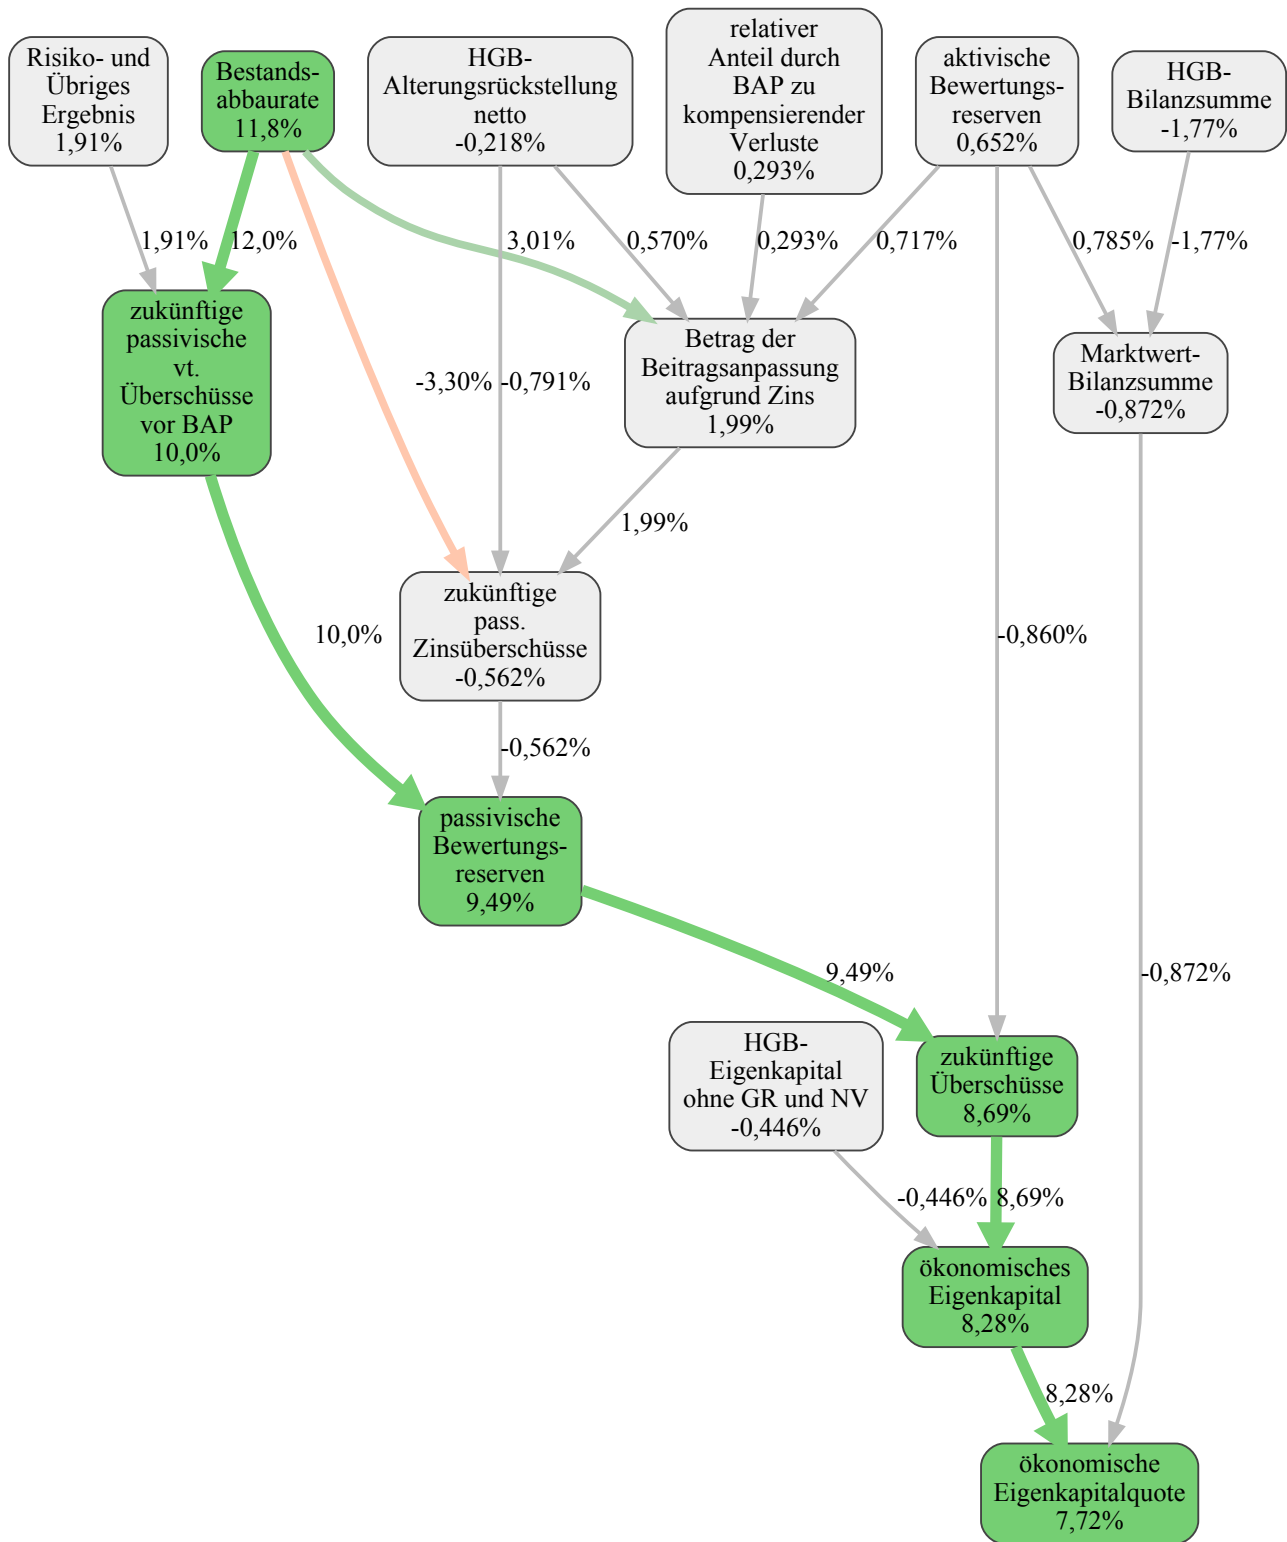 Risiko- und
Übriges
Ergebnis
1,91%
Bestands-
abbaurate
11,8%
HGB-
Alterungsrückstellung
netto
-0,218%
relativer
Anteil durch
BAP zu
kompensierender
Verluste
0,293%
aktivische
Bewertungs-
reserven
0,652%
HGB-
Bilanzsumme
-1,77%
1,91%
12,0%
3,01%
0,570%
0,293%
0,717%
0,785%
-1,77%
zukünftige
passivische
vt.
Überschüsse
vor BAP
10,0%
-3,30%
-0,791%
Betrag der
Beitragsanpassung
aufgrund Zins
1,99%
Marktwert-
Bilanzsumme
-0,872%
1,99%
10,0%
zukünftige
pass.
Zinsüberschüsse
-0,562%
-0,860%
-0,562%
passivische
Bewertungs-
reserven
9,49%
9,49%
-0,872%
HGB-
Eigenkapital
ohne GR und NV
-0,446%
zukünftige
Überschüsse
8,69%
-0,446%
8,69%
ökonomisches
Eigenkapital
8,28%
8,28%
ökonomische
Eigenkapitalquote
7,72%